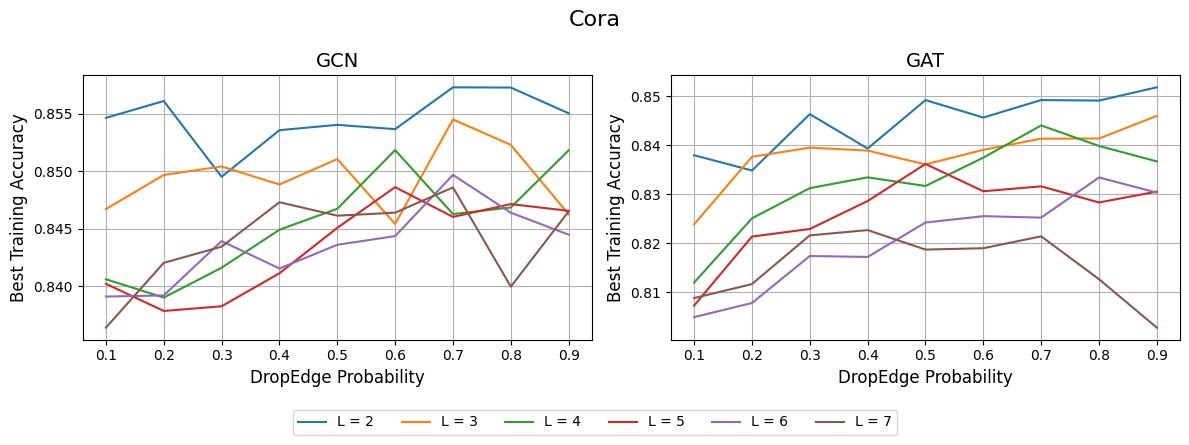 Cora
GCN
Best Training Accuracy
0.855
0.850
0.845
0.840
0.1 0.2 0.3 0.4 0.5 0.6 0.7 0.8 0.9
DropEdge Probability
GAT
Best Training Accuracy
0.85
0.84
0.83
0.82
0.81
0.1 0.2 0.3 0.4 0.5 0.6 0.7 0.8 0.9
DropEdge Probability
L = 2 L = 3 L = 4 L = 5 L = 6 L = 7